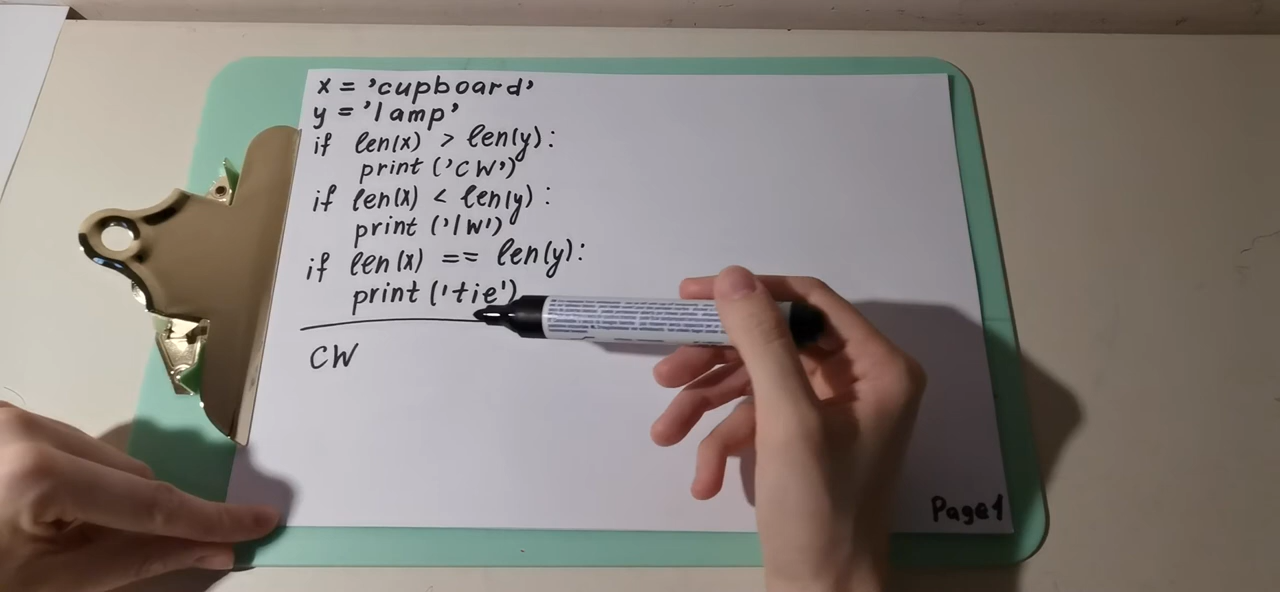 x = 'cupboard'
y = 'lamp'
if len(x) > len(y):
    print ('CW')
if len(x) < len(y):
    print ('lW')
if len(x) == len(y):
    print ('tie')
CW
Page1